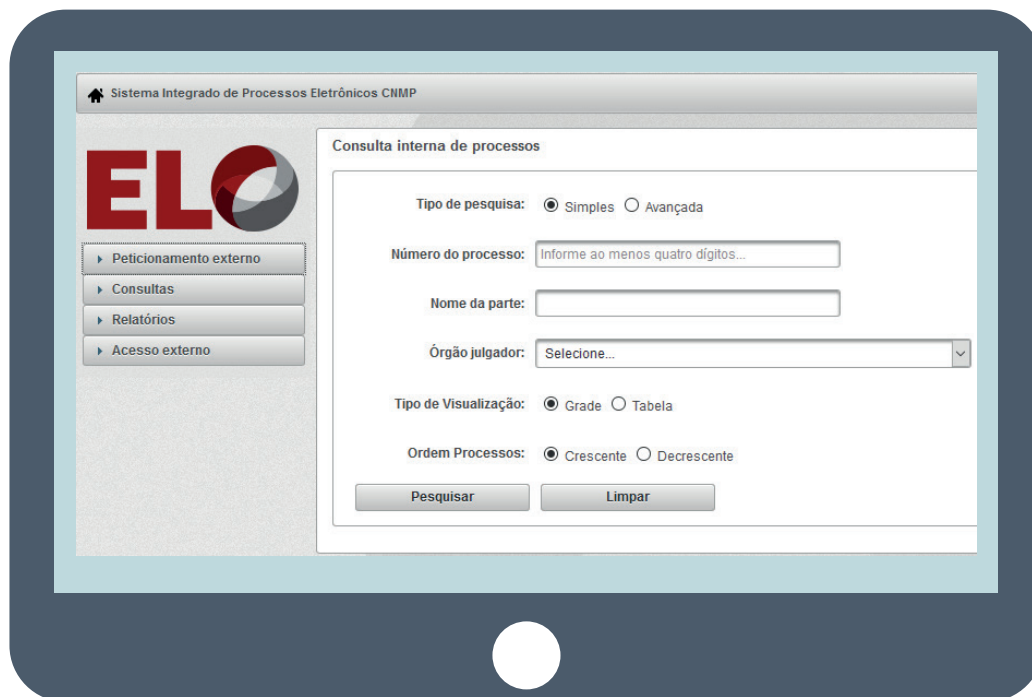 Sistema Integrado de Processos Eletrônicos CNMP
ELO
Peticionamento externo
Consultas
Relatórios
Acesso externo
Consulta interna de processos
Tipo de pesquisa: Simples Avançada
Número do processo: Informe ao menos quatro dígitos...
Nome da parte:
Órgão julgador: Selecione...
Tipo de Visualização: Grade Tabela
Ordem Processos: Crescente Decrescente
Pesquisar Limpar